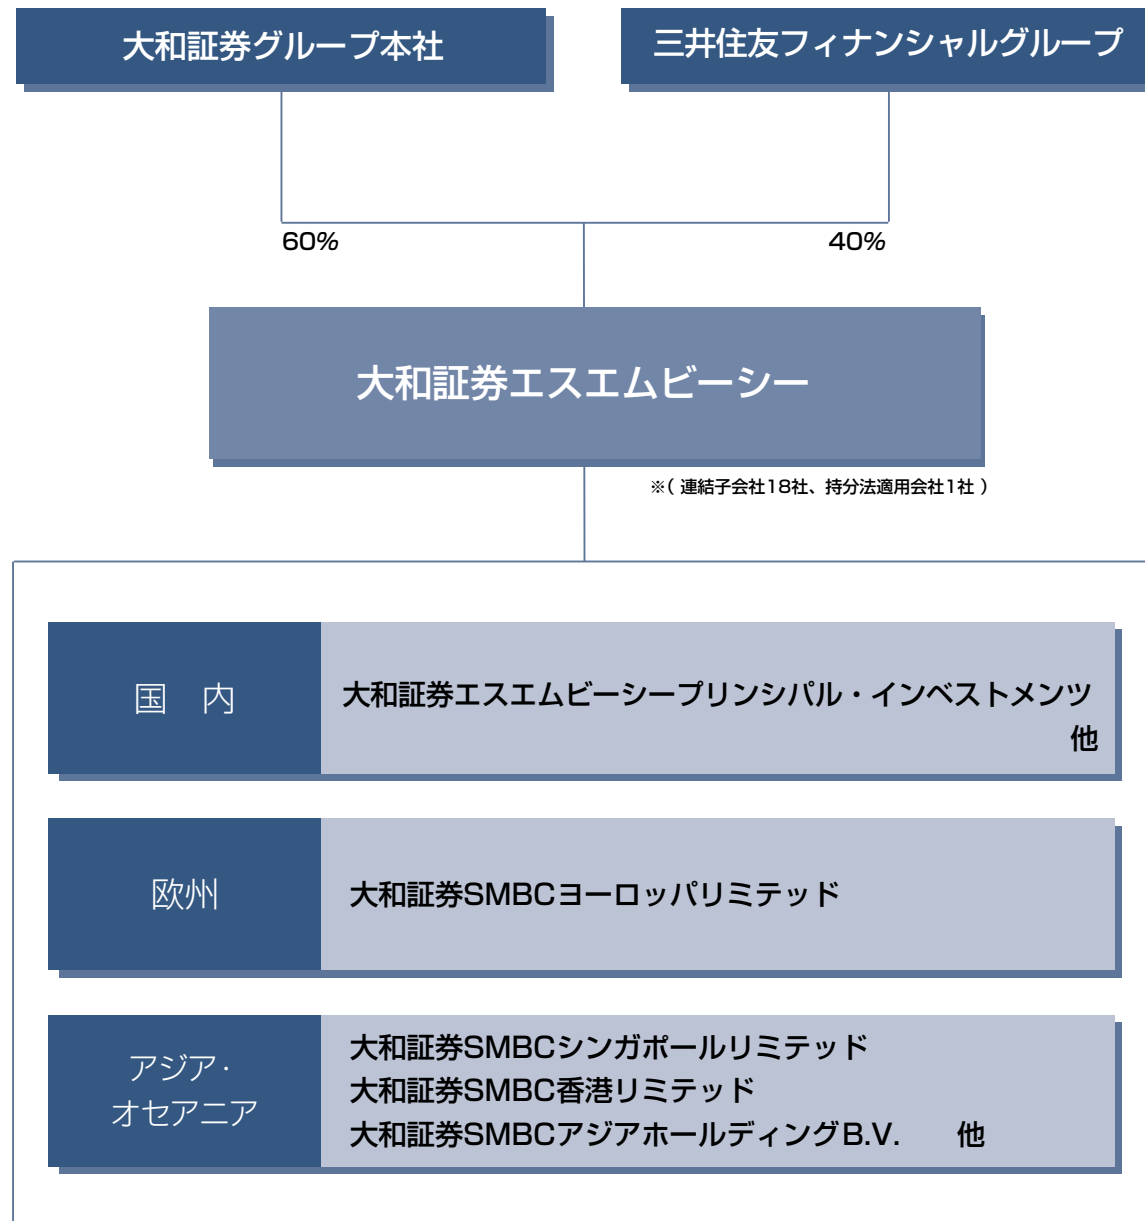 大和証券グループ本社
三井住友フィナンシャルグループ
60%
40%
大和証券エスエムビーシー
※( 連結子会社18社、持分法適用会社1社 )
国 内
大和証券エスエムビーシープリンシパル・インベストメンツ
他
欧州
大和証券SMBCヨーロッパリミテッド
アジア・
オセアニア
大和証券SMBCシンガポールリミテッド
大和証券SMBC香港リミテッド
大和証券SMBCアジアホールディングB.V. 他